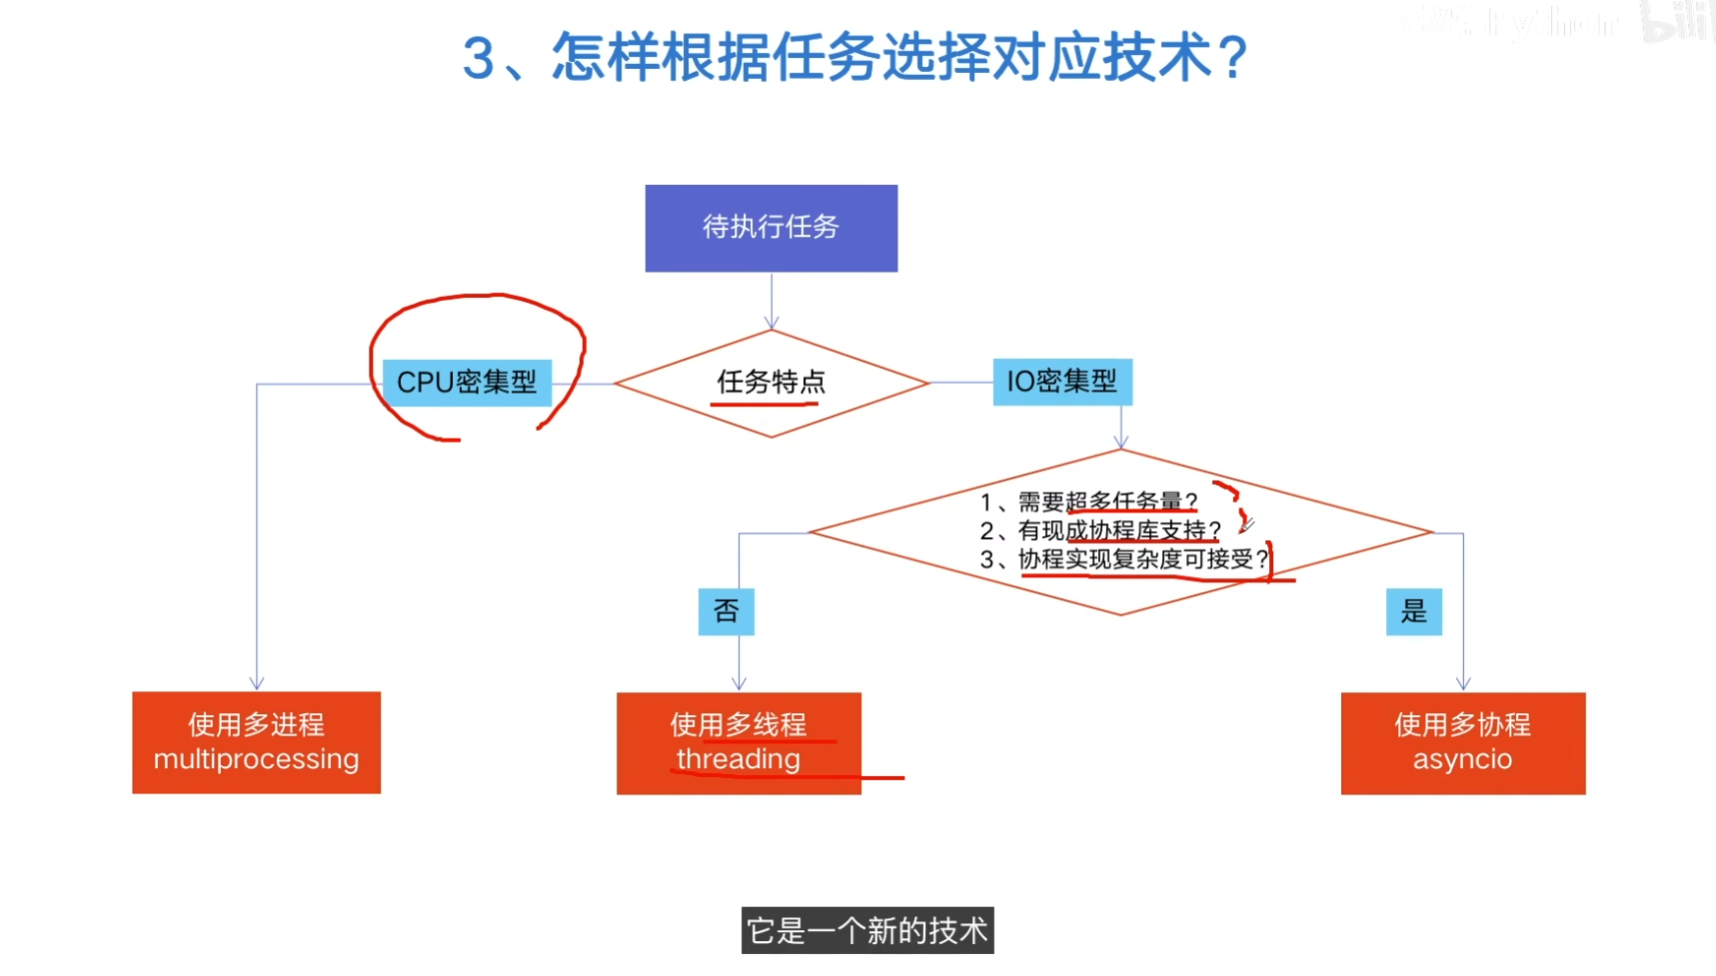 3、怎样根据任务选择对应技术?
待执行任务
CPU密集型
任务特点
IO密集型
1、需要超多任务量?
2、有现成协程库支持?
3、协程实现复杂度可接受?
否
是
使用多进程
multiprocessing
使用多线程
threading
使用多协程
asyncio
它是一个新的技术